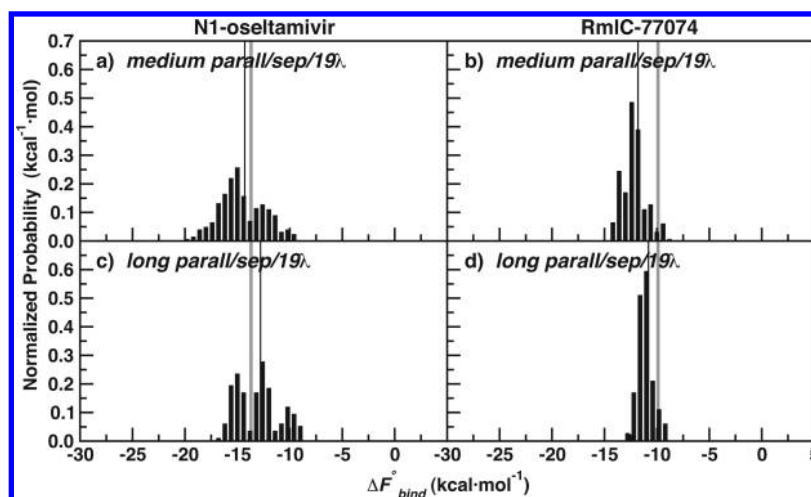 N1-oseltamivir RmlC-77074
0.7
a) medium parall/sep/19λ b) medium parall/sep/19λ
0.6
0.5
0.4
0.3
0.2
0.1
0.0
c) long parall/sep/19λ d) long parall/sep/19λ
0.6
0.5
0.4
0.3
0.2
0.1
0.0
Normalized Probability (kcal⁻¹·mol)
-30 -25 -20 -15 -10 -5 0 -30 -25 -20 -15 -10 -5 0 5
ΔF°bind (kcal·mol⁻¹)